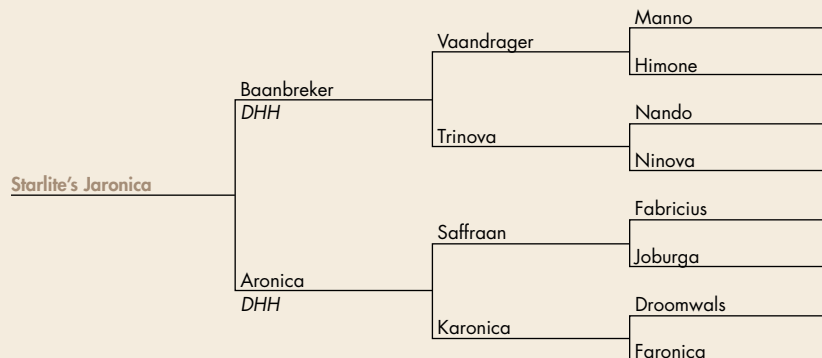 Manno
Vaandrager
Himone
Baanbreker
DHH
Nando
Trinova
Ninova
Starlite's Jaronica
Fabricius
Saffraan
Joburga
Aronica
DHH
Droomwals
Karonica
Faronica